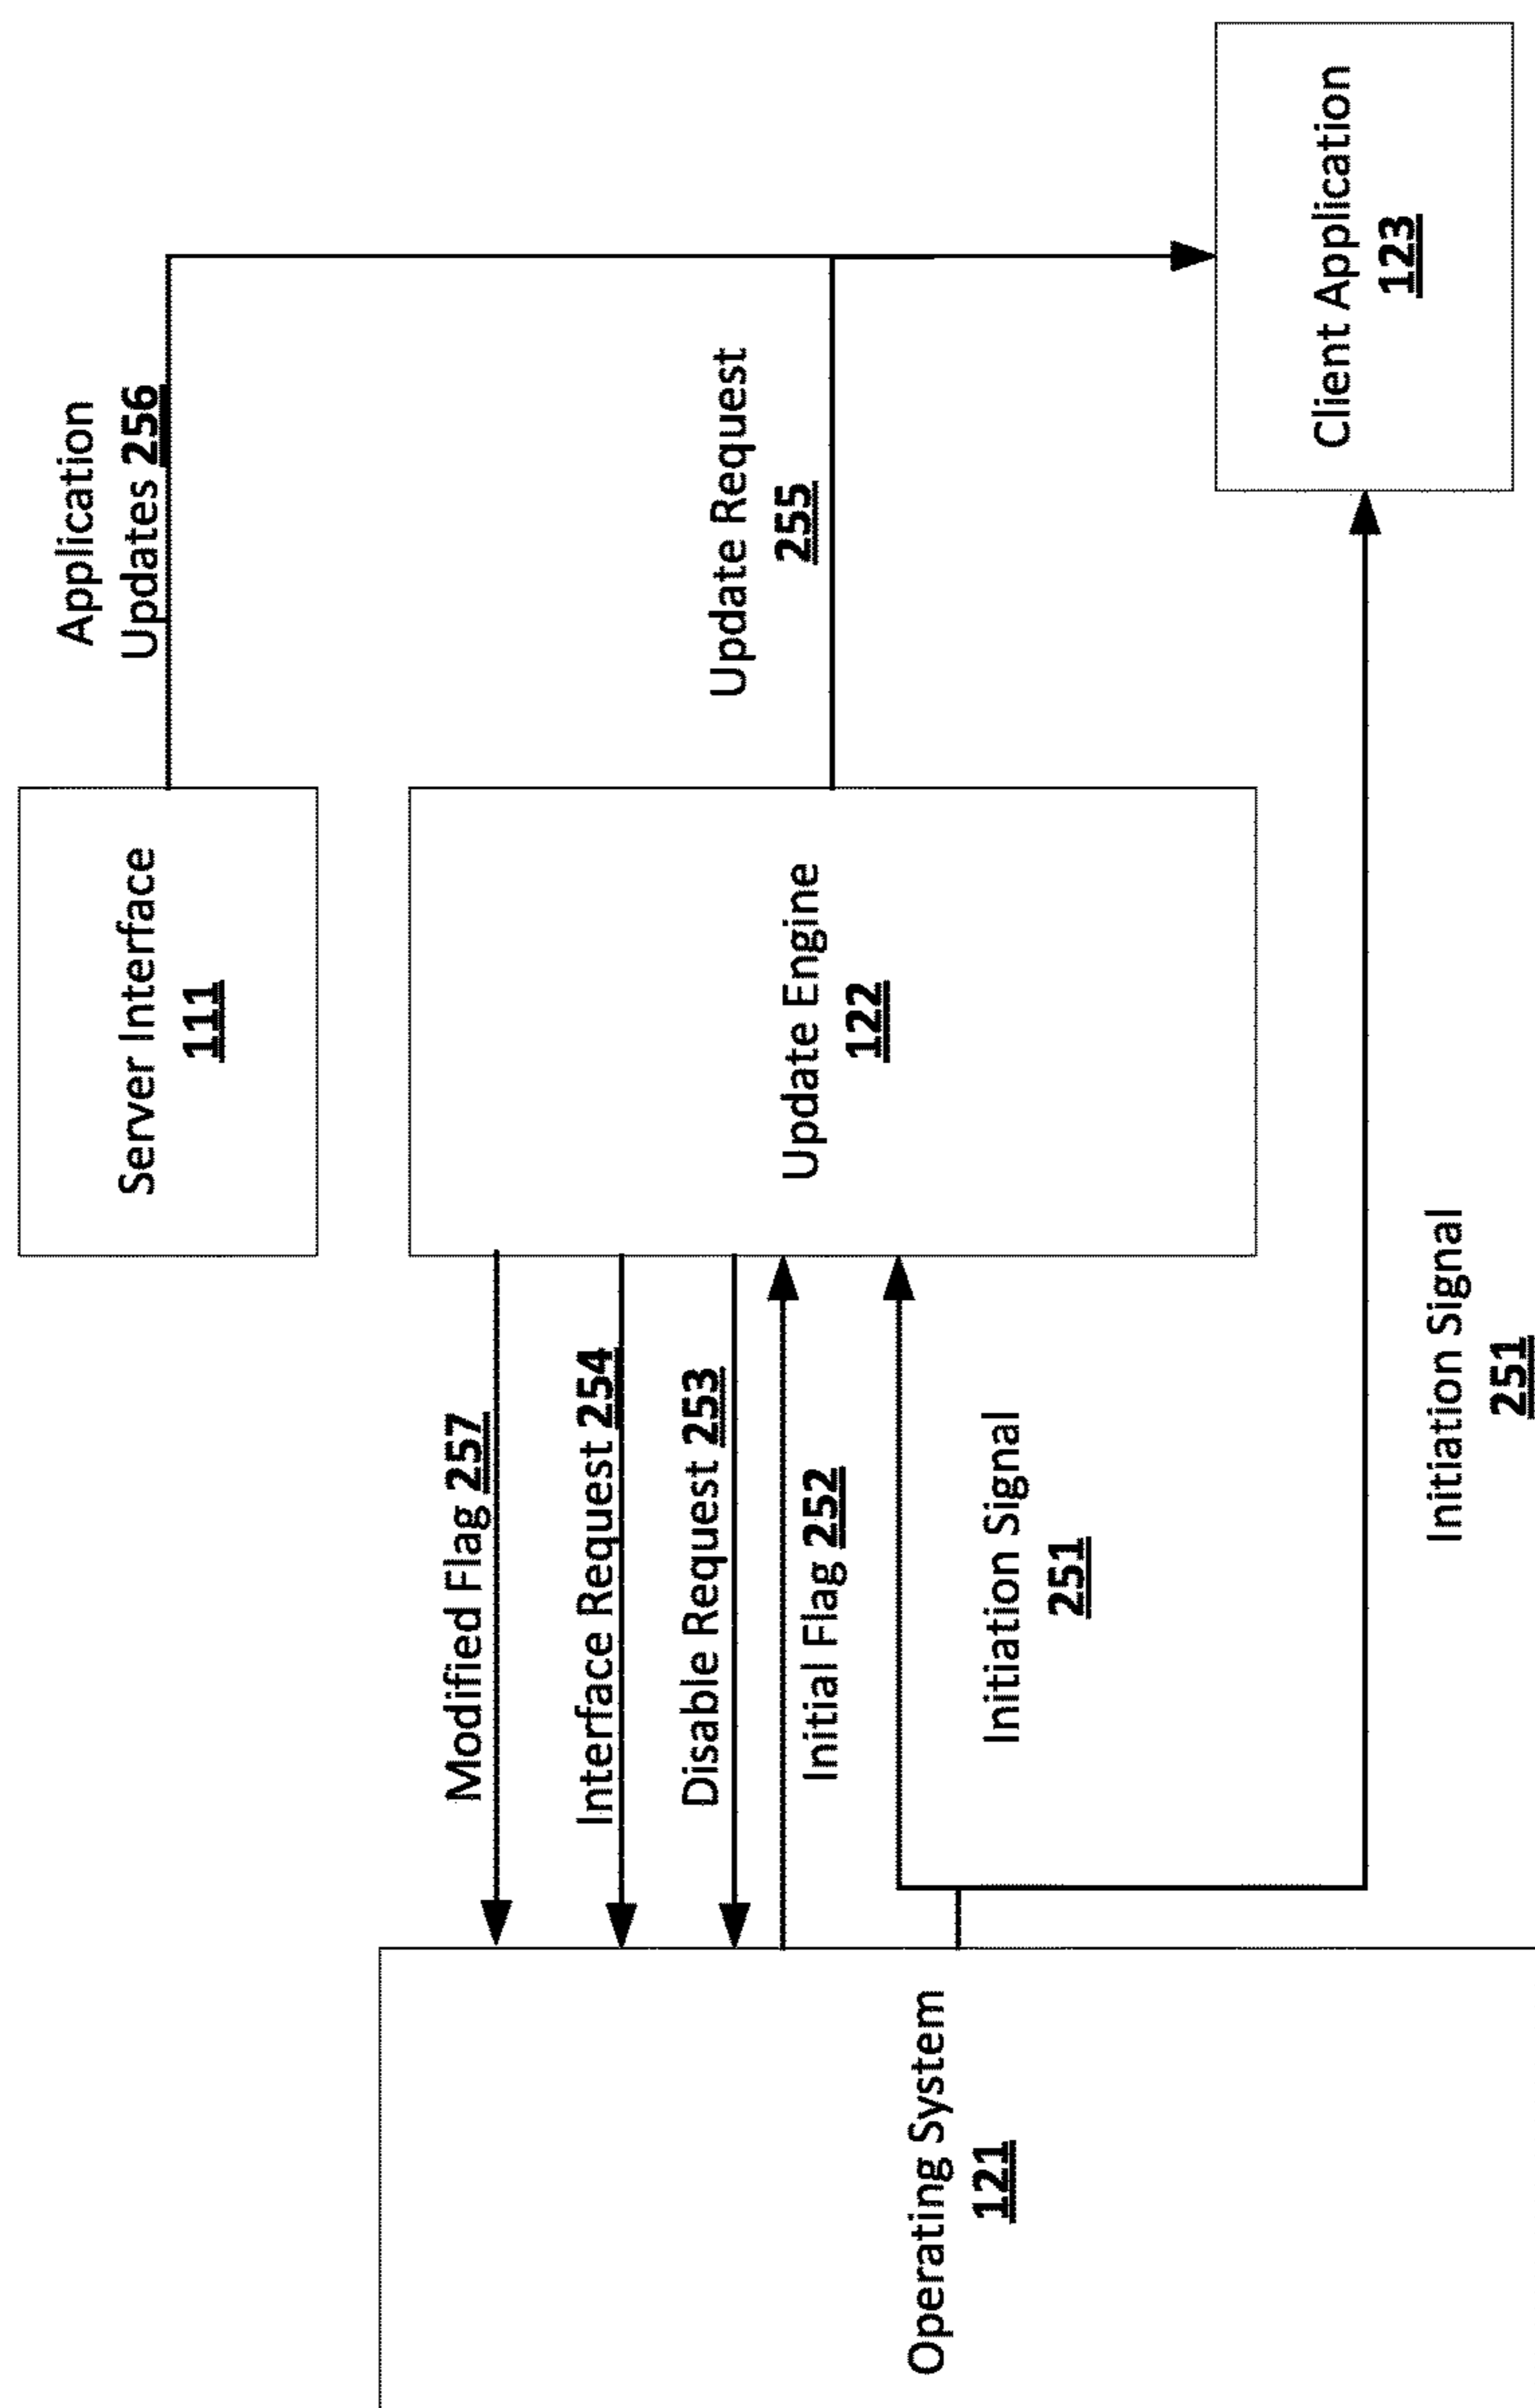 Application
Updates 256
Server Interface
111
Modified Flag 257
Interface Request 254
Disable Request 253
Initial Flag 252
Update Request
255
Update Engine
122
Initiation Signal
251
Operating System
121
Client Application
123
Initiation Signal
251